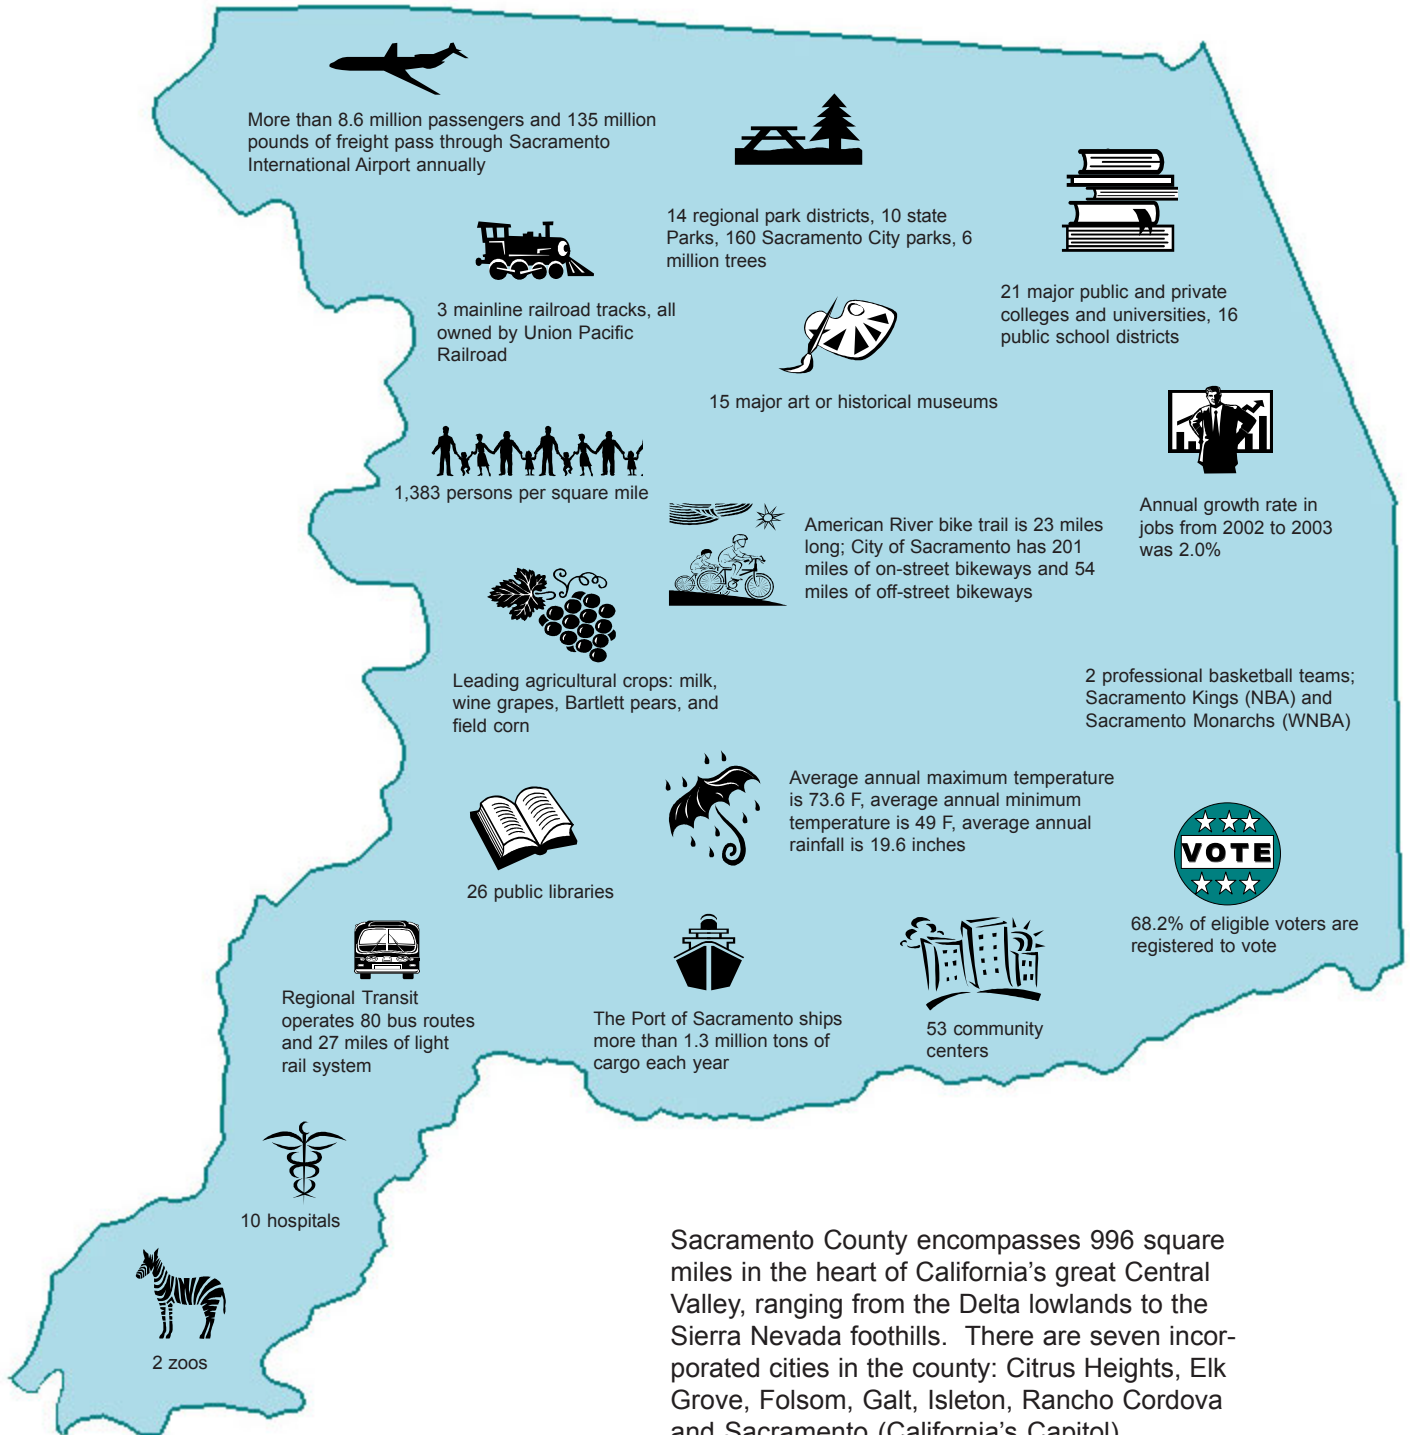 More than 8.6 million passengers and 135 million
pounds of freight pass through Sacramento
International Airport annually
14 regional park districts, 10 state
Parks, 160 Sacramento City parks, 6
million trees
21 major public and private
colleges and universities, 16
public school districts
3 mainline railroad tracks, all
owned by Union Pacific
Railroad
15 major art or historical museums
1,383 persons per square mile
Annual growth rate in
jobs from 2002 to 2003
was 2.0%
American River bike trail is 23 miles
long; City of Sacramento has 201
miles of on-street bikeways and 54
miles of off-street bikeways
Leading agricultural crops: milk,
wine grapes, Bartlett pears, and
field corn
2 professional basketball teams;
Sacramento Kings (NBA) and
Sacramento Monarchs (WNBA)
Average annual maximum temperature
is 73.6 F, average annual minimum
temperature is 49 F, average annual
rainfall is 19.6 inches
VOTE
26 public libraries
68.2% of eligible voters are
registered to vote
Regional Transit
operates 80 bus routes
and 27 miles of light
rail system
The Port of Sacramento ships
more than 1.3 million tons of
cargo each year
53 community
centers
10 hospitals
2 zoos
Sacramento County encompasses 996 square
miles in the heart of California’s great Central
Valley, ranging from the Delta lowlands to the
Sierra Nevada foothills.  There are seven incor-
porated cities in the county: Citrus Heights, Elk
Grove, Folsom, Galt, Isleton, Rancho Cordova
and Sacramento (California’s Capitol)